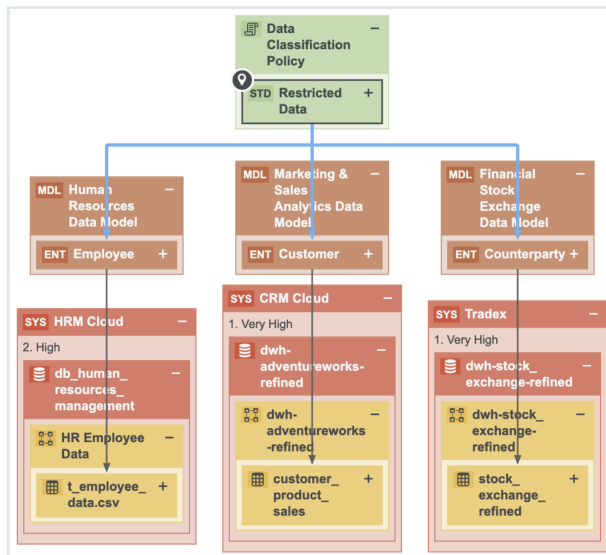 Data −
Classification
Policy
STD Restricted +
Data
MDL Human −
Resources
Data Model
ENT Employee +
MDL Marketing & −
Sales
Analytics Data
Model
ENT Customer +
MDL Financial −
Stock
Exchange
Data Model
ENT Counterparty +
SYS HRM Cloud −
2. High
db_human_ −
resources_
management
HR Employee −
Data
t_employee_ +
data.csv
SYS CRM Cloud −
1. Very High
dwh- −
adventureworks-
refined
dwh- −
adventureworks
-refined
customer_ +
product_
sales
SYS Tradex −
1. Very High
dwh-stock_ −
exchange-refined
dwh-stock_ −
exchange-
refined
stock_ +
exchange_
refined